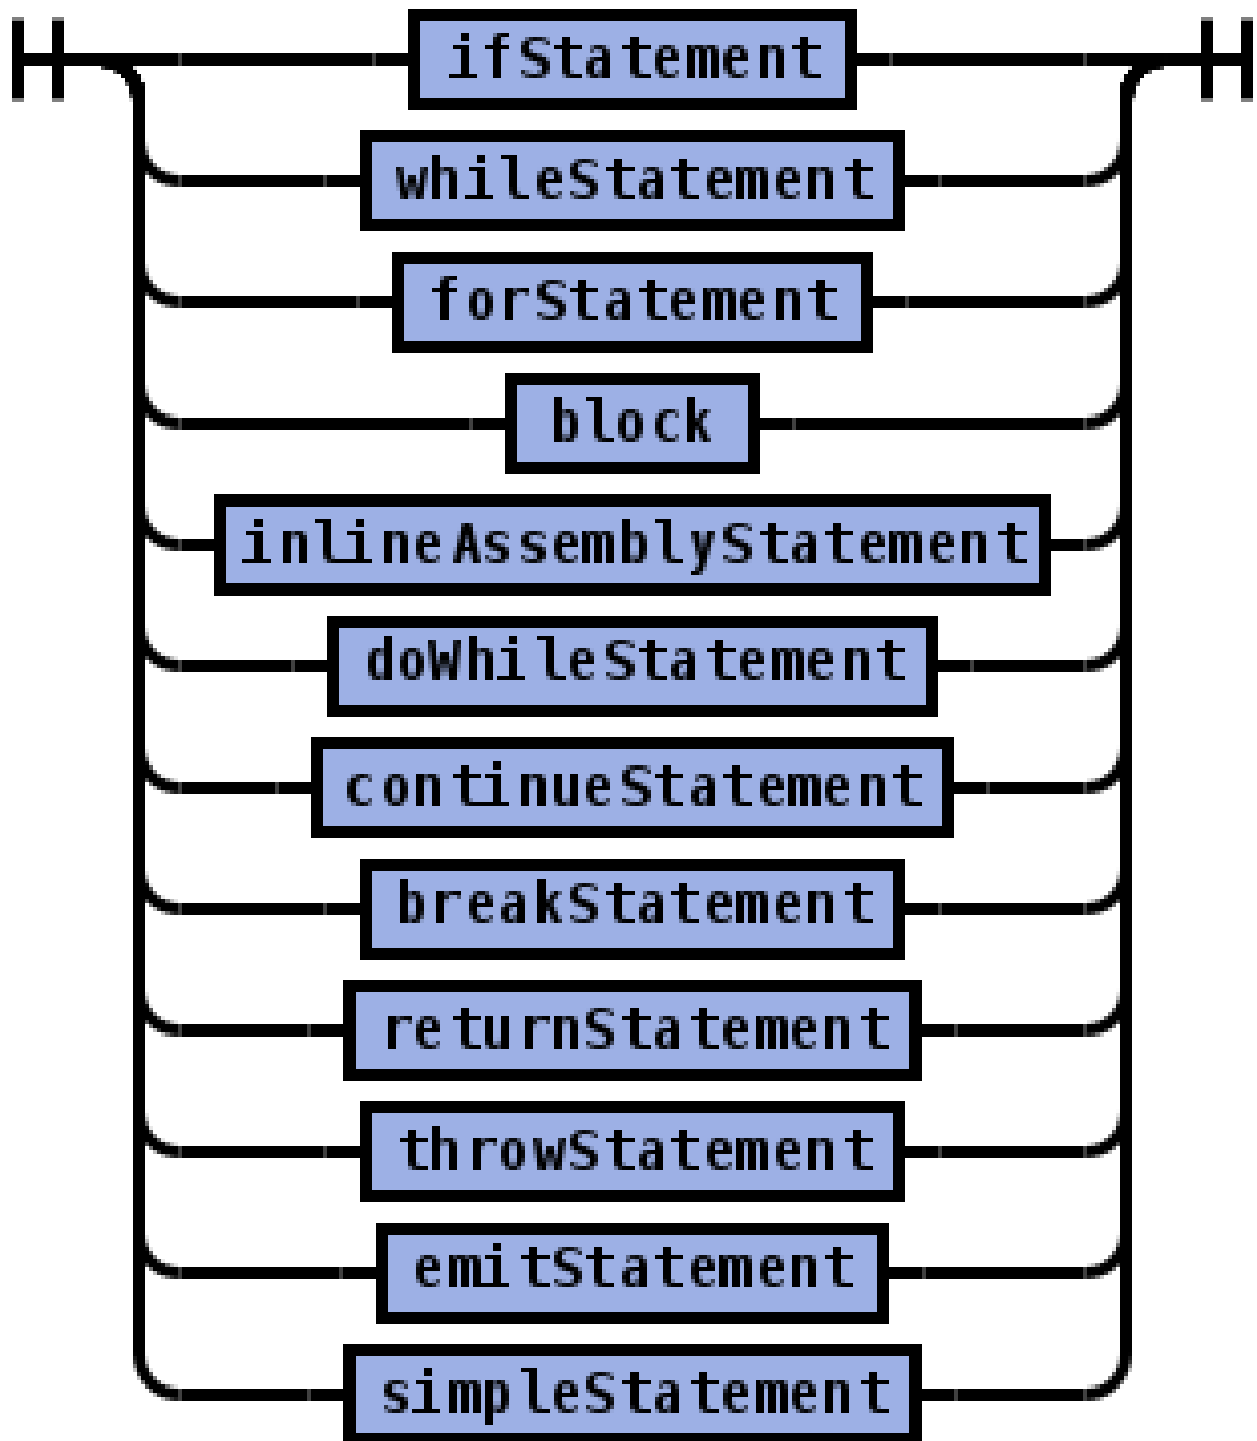 ifStatement
whileStatement
forStatement
block
inlineAssemblyStatement
doWhileStatement
continueStatement
breakStatement
returnStatement
throwStatement
emitStatement
simpleStatement